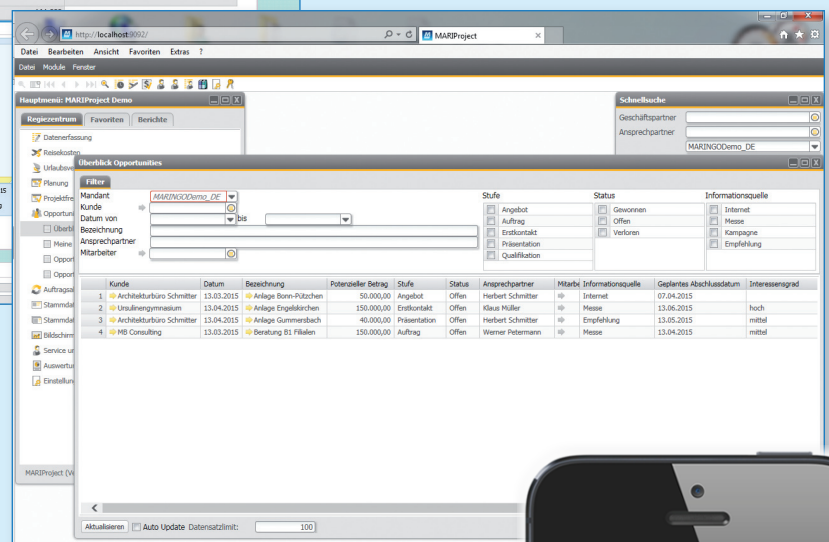 http://localhost:9092/
MARIProject
Datei Bearbeiten Ansicht Favoriten Extras ?
Datei Module Fenster
Hauptmenü: MARIProject Demo
Regiezentrum Favoriten Berichte
Datenerfassung
Reisekosten
Planung
Schnellsuche
Geschäftspartner
Ansprechpartner
MARINGODemo_DE
Überblick Opportunities
Filter
Mandant MARINGODemo_DE
Kunde
Datum von bis
Bezeichnung
Ansprechpartner
Mitarbeiter
Stufe
Angebot
Auftrag
Erstkontakt
Präsentation
Qualifikation
Status
Gewonnen
Offen
Verloren
Informationsquelle
Internet
Messe
Kampagne
Empfehlung
Kunde Datum Bezeichnung Potenzieller Betrag Stufe Status Ansprechpartner Mitarbe Informationsquelle Geplantes Abschlussdatum Interessensgrad
1 Architekturbüro Schmitter 13.03.2015 Anlage Bonn-Pützchen 50.000,00 Angebot Offen Herbert Schmitter Internet 07.04.2015
2 Ursulinengymnasium 13.04.2015 Anlage Engelskirchen 150.000,00 Erstkontakt Offen Klaus Müller Messe 13.06.2015 hoch
3 Architekturbüro Schmitter 13.04.2015 Anlage Gummersbach 40.000,00 Präsentation Offen Herbert Schmitter Empfehlung 13.05.2015 mittel
4 MB Consulting 13.03.2015 Beratung B1 Filialen 150.000,00 Auftrag Offen Werner Petermann Messe 13.04.2015 mittel
MARIProject
Aktualisieren Auto Update Datensatzlimit: 100